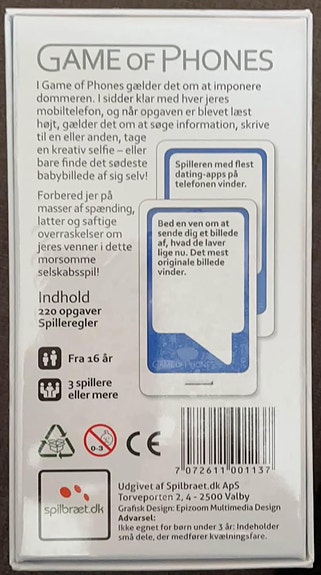 GAME OF PHONES
I Game of Phones gælder det om at imponere
dommeren. I sidder klar med hver jeres
mobiltelefon, og når opgaven er blevet læst
højt, gælder det om at søge information, skrive
til en eller anden, tage
en kreativ selfie – eller
bare finde det sødeste
babybillede af sig selv!
Forbered jer på
masser af spænding,
latter og saftige
overraskelser om
jeres venner i dette
morsomme
selskabsspil!
Spilleren med flest
dating-apps på
telefonen vinder.
Bed en ven om at
sende dig et billede
af, hvad de laver
lige nu. Det mest
originale billede
vinder.
GAME OF PHONES
Indhold
220 opgaver
Spilleregler
Fra 16 år
3 spillere
eller mere
0-3
CE
7 072611 001137
spilbræt.dk
Udgivet af Spilbraet.dk ApS
Torveporten 2, 4 - 2500 Valby
Grafisk Design: Epizoom Multimedia Design
Advarsel:
Ikke egnet for børn under 3 år: Indeholder
små dele, der medfører kvælningsfare.